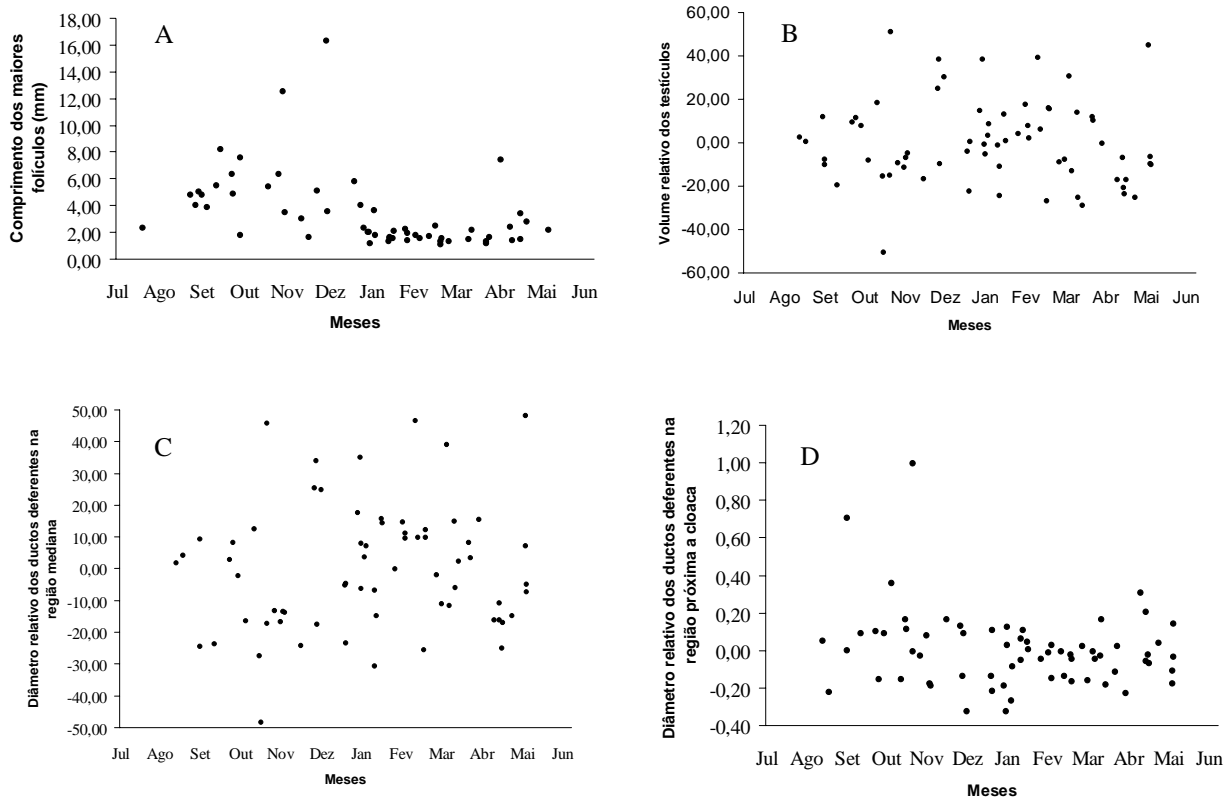 Comprimento dos maiores
folículos (mm)
18,00
16,00
14,00
12,00
10,00
8,00
6,00
4,00
2,00
0,00
A
Jul Ago Set Out Nov Dez Jan Fev Mar Abr Mai Jun
Meses
Volume relativo dos testículos
60,00
40,00
20,00
0,00
-20,00
-40,00
-60,00
B
Jul Ago Set Out Nov Dez Jan Fev Mar Abr Mai Jun
Meses
Diâmetro relativo dos ductos deferentes na
região mediana
50,00
40,00
30,00
20,00
10,00
0,00
-10,00
-20,00
-30,00
-40,00
-50,00
C
Jul Ago Set Out Nov Dez Jan Fev Mar Abr Mai Jun
Meses
Diâmetro relativo dos ductos deferentes na
região próxima a cloaca
1,20
1,00
0,80
0,60
0,40
0,20
0,00
-0,20
-0,40
D
Jul Ago Set Out Nov Dez Jan Fev Mar Abr Mai Jun
Meses